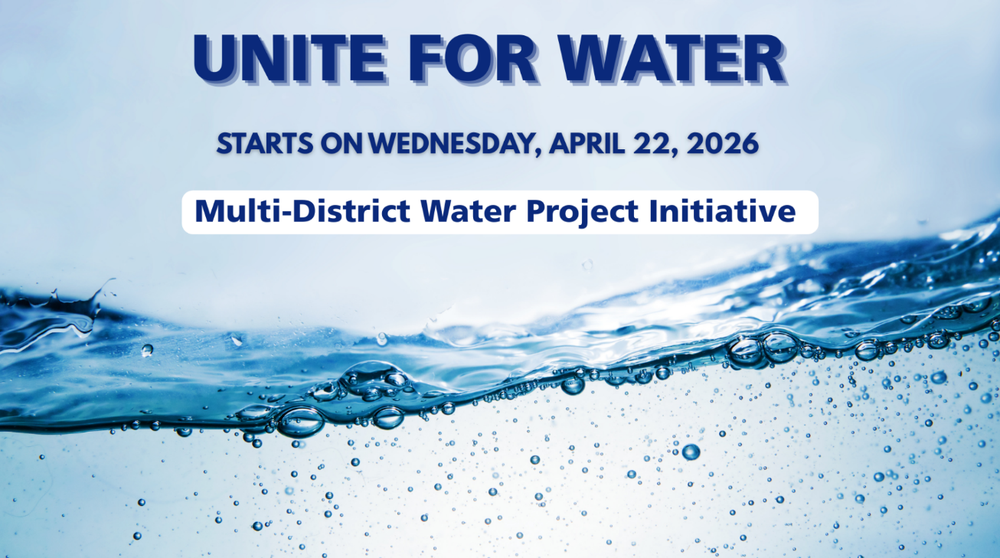 UNITE FOR WATER
STARTS ON WEDNESDAY, APRIL 22, 2026
Multi-District Water Project Initiative